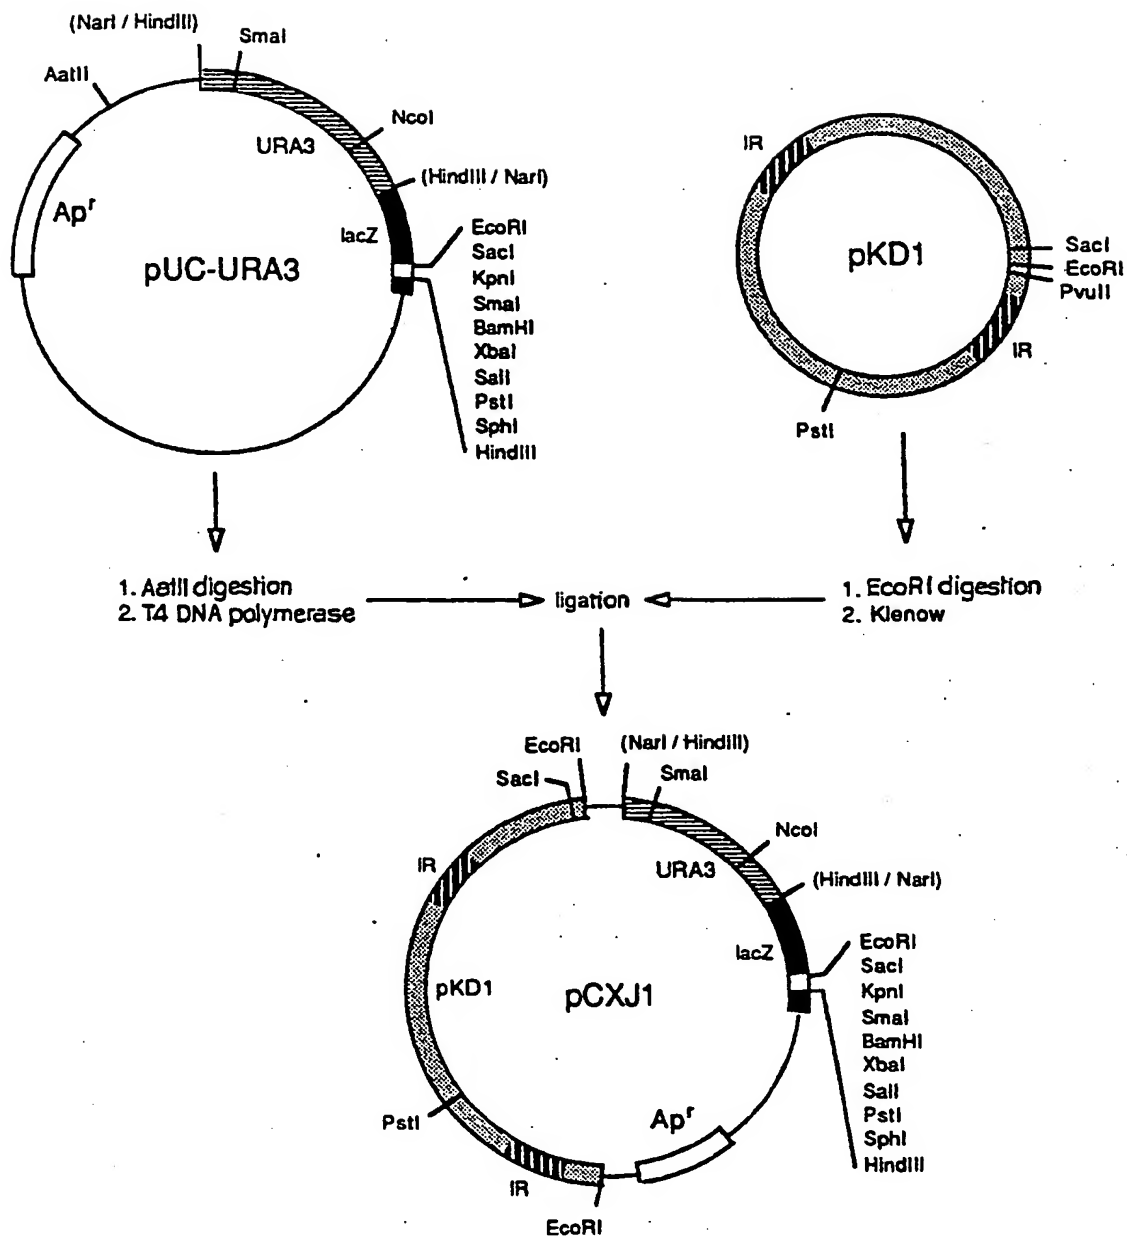 (NarI / HindIII)
SmaI
AatII
NcoI
URA3
(HindIII / NarI)
Apʳ
lacZ
pUC-URA3
EcoRI
SacI
KpnI
SmaI
BamHI
XbaI
SalI
PstI
SphI
HindIII
IR
pKD1
SacI
EcoRI
PvuII
IR
PstI
1. AatII digestion
2. T4 DNA polymerase
ligation
1. EcoRI digestion
2. Klenow
EcoRI
(NarI / HindIII)
SacI
SmaI
NcoI
IR
URA3
(HindIII / NarI)
lacZ
pKD1
pCXJ1
EcoRI
SacI
KpnI
SmaI
BamHI
XbaI
SalI
PstI
SphI
HindIII
PstI
Apʳ
IR
EcoRI